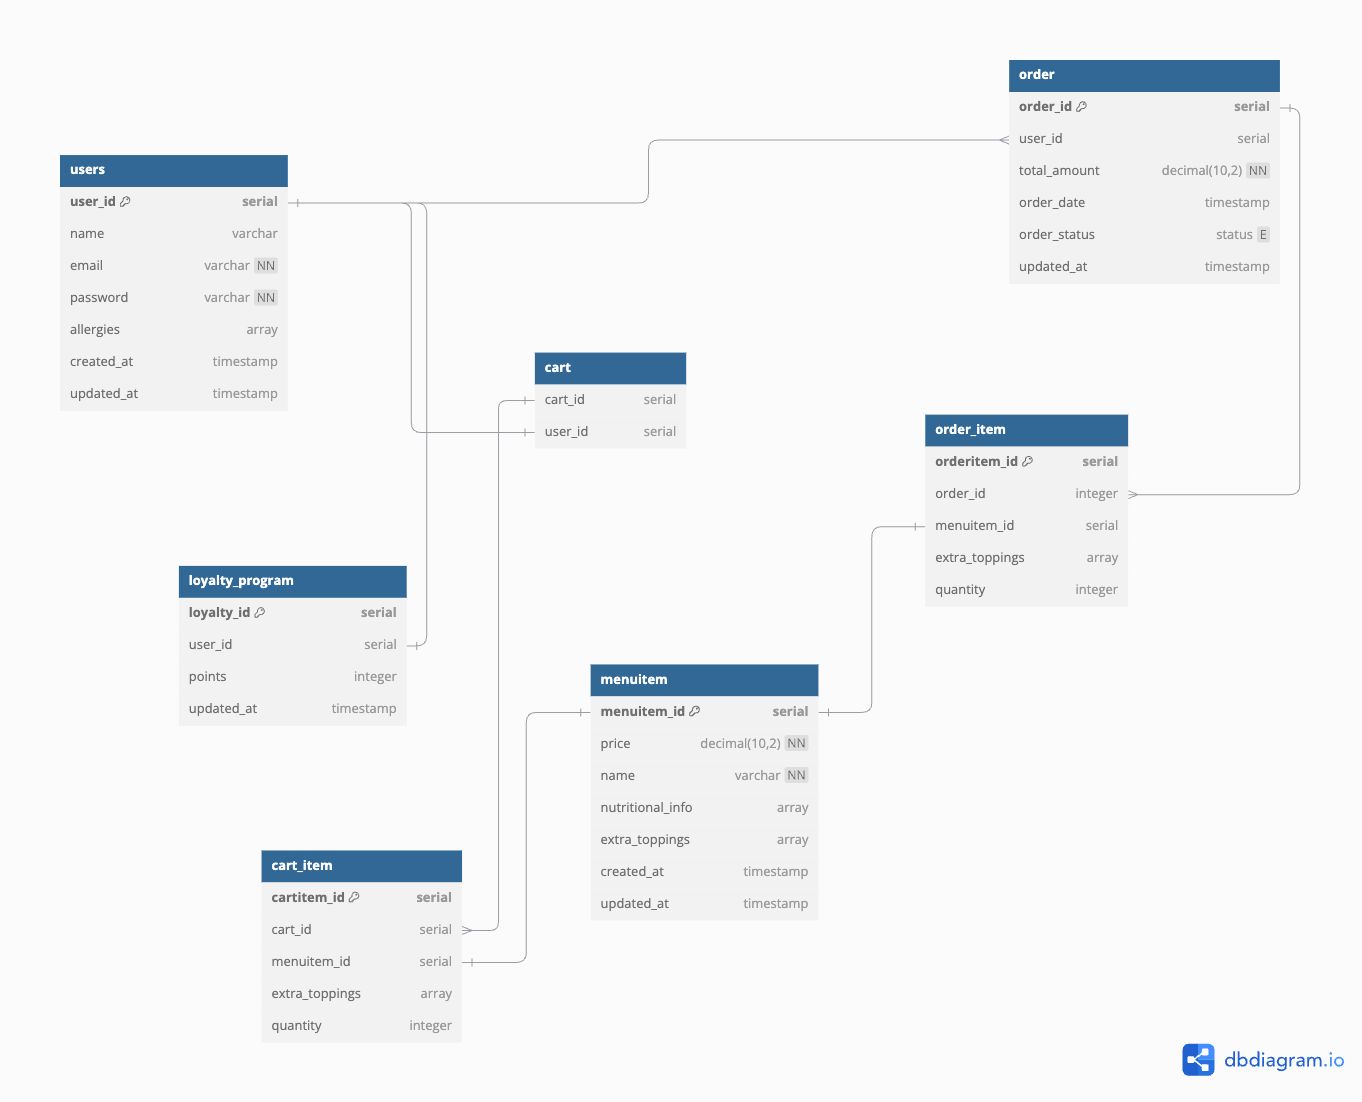 users
user_id serial
name varchar
email varchar NN
password varchar NN
allergies array
created_at timestamp
updated_at timestamp
order
order_id serial
user_id serial
total_amount decimal(10,2) NN
order_date timestamp
order_status status E
updated_at timestamp
cart
cart_id serial
user_id serial
order_item
orderitem_id serial
order_id integer
menuitem_id serial
extra_toppings array
quantity integer
loyalty_program
loyalty_id serial
user_id serial
points integer
updated_at timestamp
menuitem
menuitem_id serial
price decimal(10,2) NN
name varchar NN
nutritional_info array
extra_toppings array
created_at timestamp
updated_at timestamp
cart_item
cartitem_id serial
cart_id serial
menuitem_id serial
extra_toppings array
quantity integer
dbdiagram.io